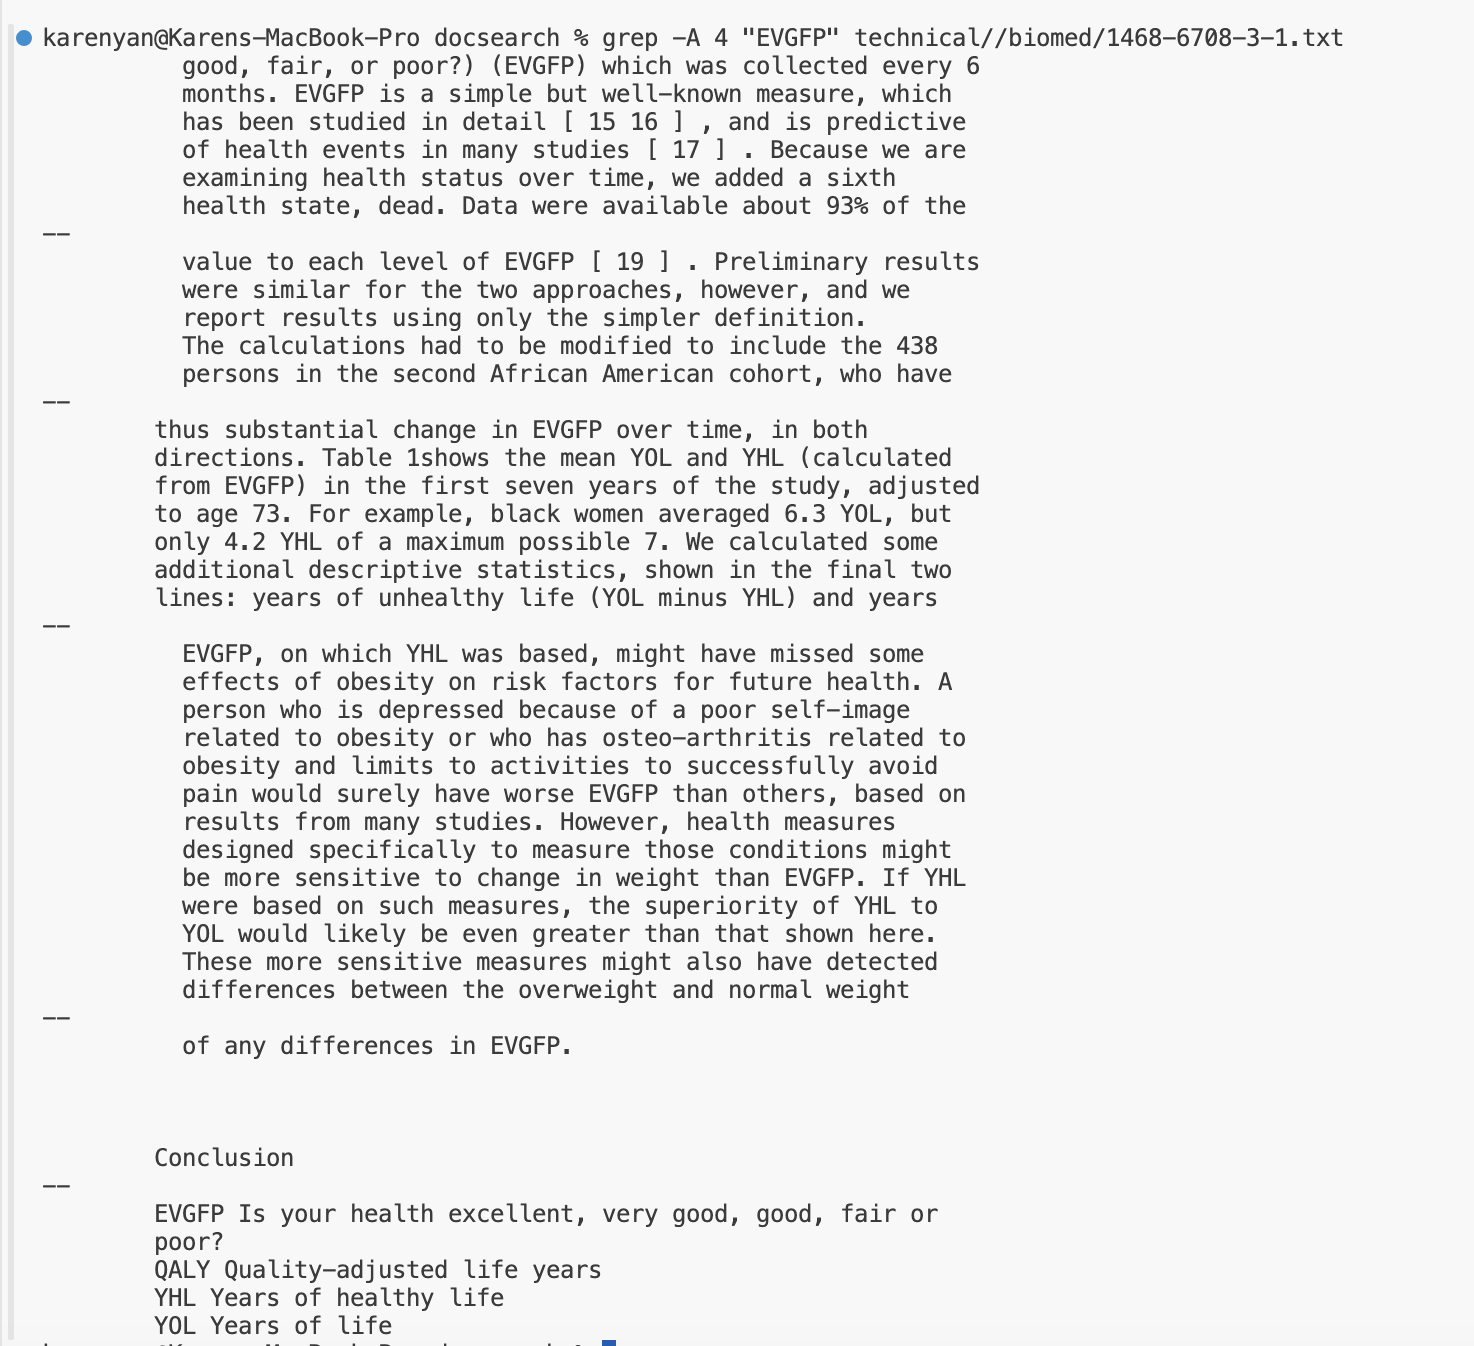 karenyan@Karens-MacBook-Pro docsearch % grep -A 4 "EVGFP" technical//biomed/1468-6708-3-1.txt
good, fair, or poor?) (EVGFP) which was collected every 6
months. EVGFP is a simple but well-known measure, which
has been studied in detail [ 15 16 ] , and is predictive
of health events in many studies [ 17 ] . Because we are
examining health status over time, we added a sixth
health state, dead. Data were available about 93% of the
--
value to each level of EVGFP [ 19 ] . Preliminary results
were similar for the two approaches, however, and we
report results using only the simpler definition.
The calculations had to be modified to include the 438
persons in the second African American cohort, who have
--
thus substantial change in EVGFP over time, in both
directions. Table 1shows the mean YOL and YHL (calculated
from EVGFP) in the first seven years of the study, adjusted
to age 73. For example, black women averaged 6.3 YOL, but
only 4.2 YHL of a maximum possible 7. We calculated some
additional descriptive statistics, shown in the final two
lines: years of unhealthy life (YOL minus YHL) and years
--
EVGFP, on which YHL was based, might have missed some
effects of obesity on risk factors for future health. A
person who is depressed because of a poor self-image
related to obesity or who has osteo-arthritis related to
obesity and limits to activities to successfully avoid
pain would surely have worse EVGFP than others, based on
results from many studies. However, health measures
designed specifically to measure those conditions might
be more sensitive to change in weight than EVGFP. If YHL
were based on such measures, the superiority of YHL to
YOL would likely be even greater than that shown here.
These more sensitive measures might also have detected
differences between the overweight and normal weight
--
of any differences in EVGFP.
Conclusion
--
EVGFP Is your health excellent, very good, good, fair or
poor?
QALY Quality-adjusted life years
YHL Years of healthy life
YOL Years of life